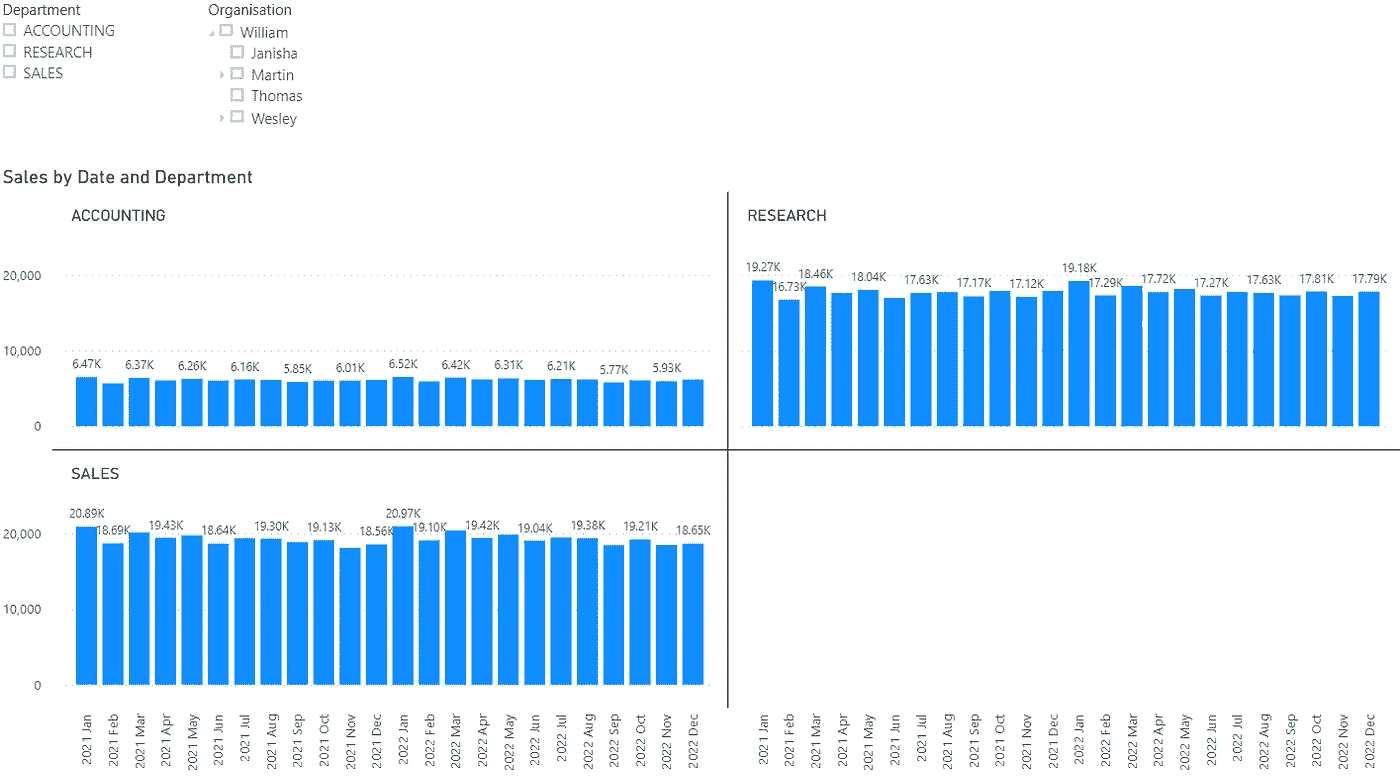 Department
ACCOUNTING
RESEARCH
SALES
Organisation
William
Janisha
Martin
Thomas
Wesley
Sales by Date and Department
ACCOUNTING
20,000
10,000
0
6.47K 6.37K 6.26K 6.16K 5.85K 6.01K 6.52K 6.42K 6.31K 6.21K 5.77K 5.93K
RESEARCH
19.27K 16.73K 18.46K 18.04K 17.63K 17.17K 17.12K 19.18K 17.29K 17.72K 17.27K 17.63K 17.81K 17.79K
SALES
20,000
10,000
0
20.89K 18.69K 19.43K 18.64K 19.30K 19.13K 18.56K 20.97K 19.10K 19.42K 19.04K 19.38K 19.21K 18.65K
2021 Jan
2021 Feb
2021 Mar
2021 Apr
2021 May
2021 Jun
2021 Jul
2021 Aug
2021 Sep
2021 Oct
2021 Nov
2021 Dec
2022 Jan
2022 Feb
2022 Mar
2022 Apr
2022 May
2022 Jun
2022 Jul
2022 Aug
2022 Sep
2022 Oct
2022 Nov
2022 Dec
2021 Jan
2021 Feb
2021 Mar
2021 Apr
2021 May
2021 Jun
2021 Jul
2021 Aug
2021 Sep
2021 Oct
2021 Nov
2021 Dec
2022 Jan
2022 Feb
2022 Mar
2022 Apr
2022 May
2022 Jun
2022 Jul
2022 Aug
2022 Sep
2022 Oct
2022 Nov
2022 Dec